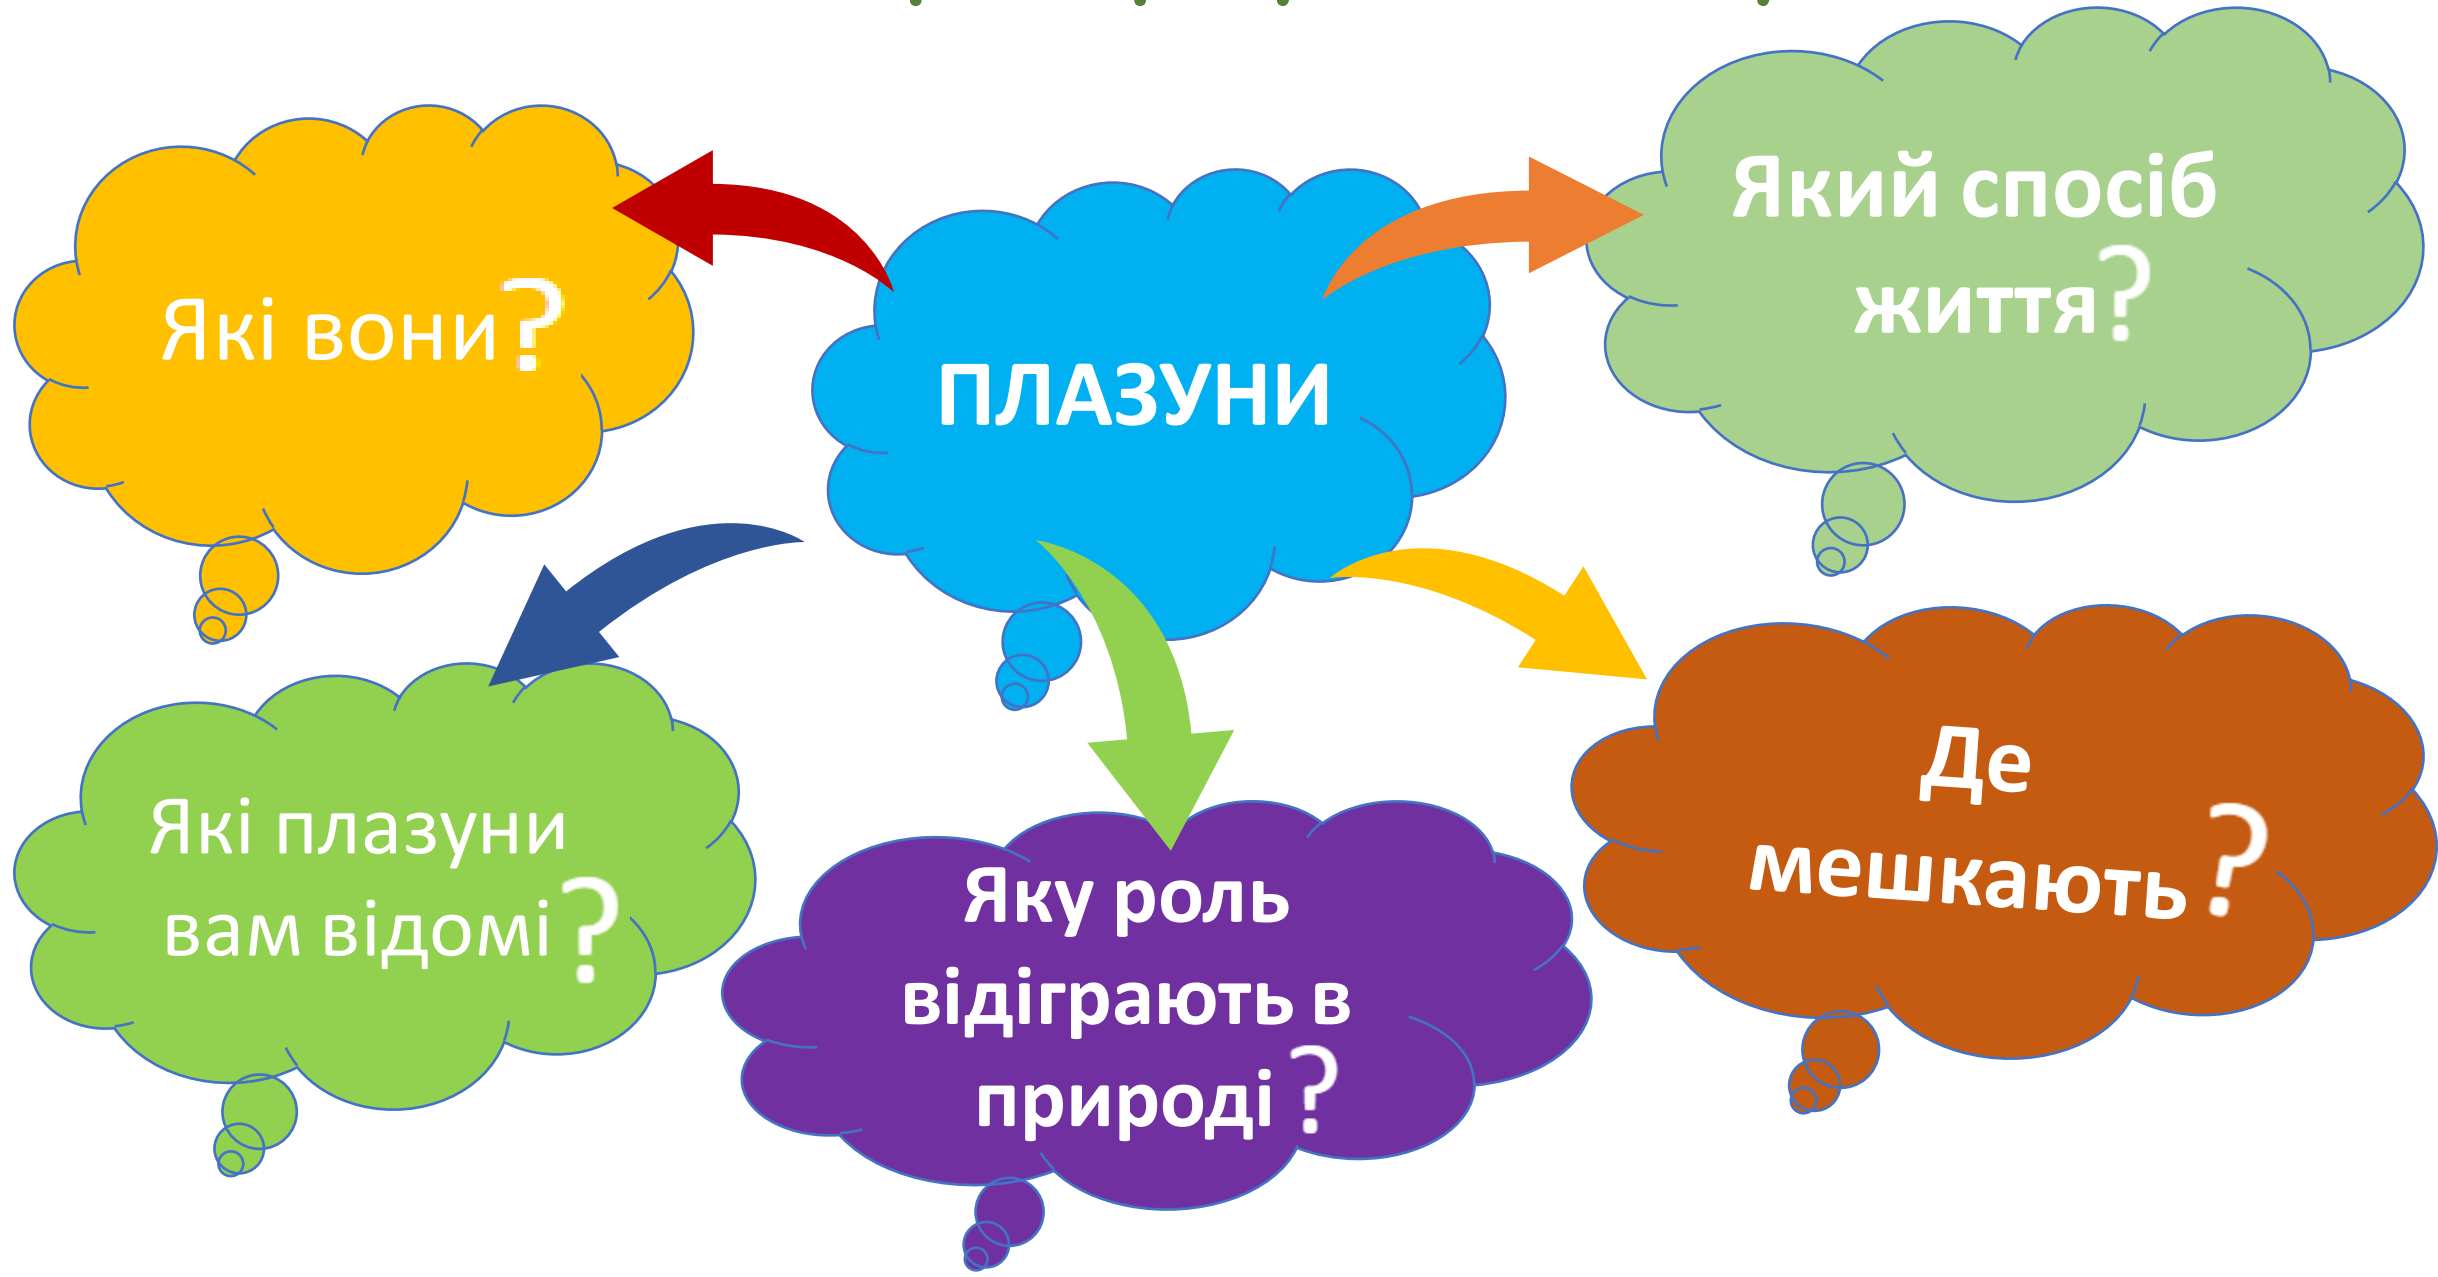 Які вони?
ПЛАЗУНИ
Який спосіб
життя?
Які плазуни
вам відомі?
Яку роль
відіграють в
природі?
Де
мешкають?